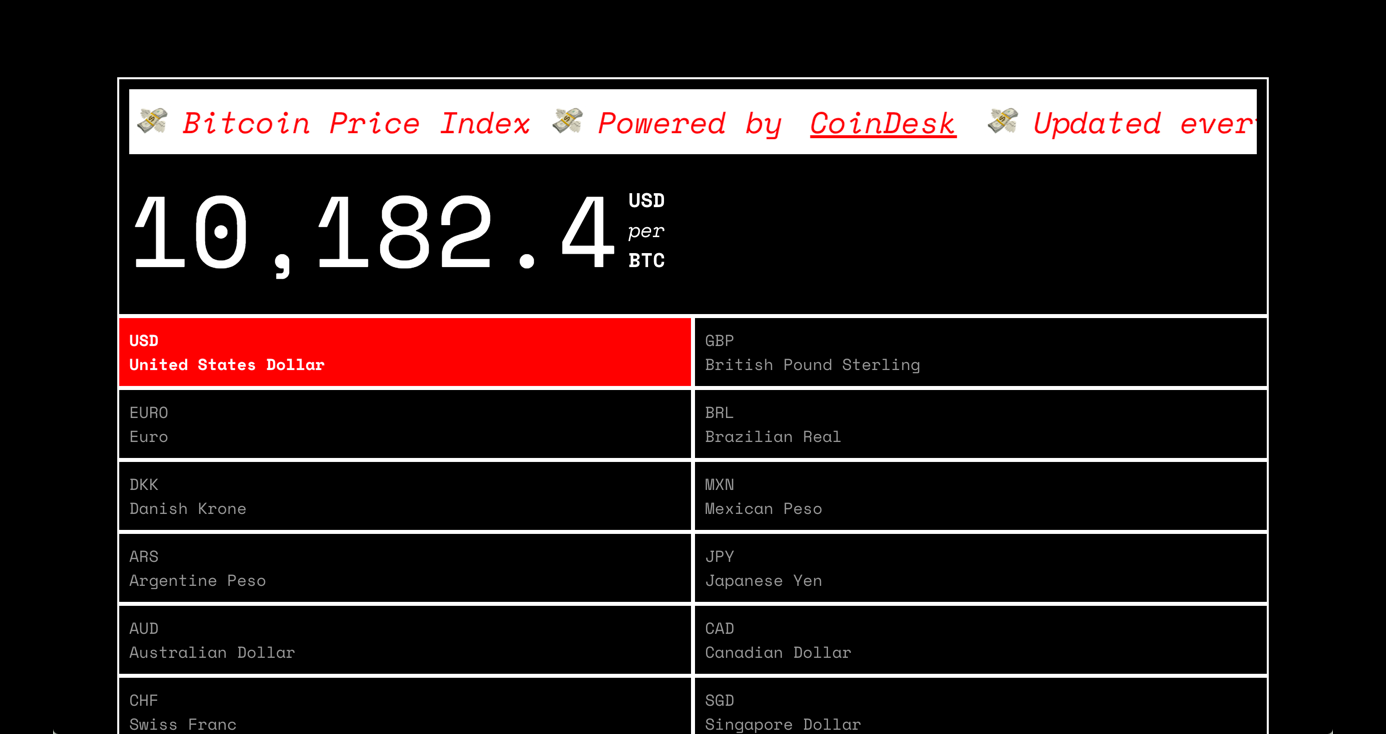 💸 Bitcoin Price Index 💸 Powered by CoinDesk 💸 Updated
10,182.4
USD
per
BTC
USD
United States Dollar
GBP
British Pound Sterling
EURO
Euro
BRL
Brazilian Real
DKK
Danish Krone
MXN
Mexican Peso
ARS
Argentine Peso
JPY
Japanese Yen
AUD
Australian Dollar
CAD
Canadian Dollar
CHF
Swiss Franc
SGD
Singapore Dollar